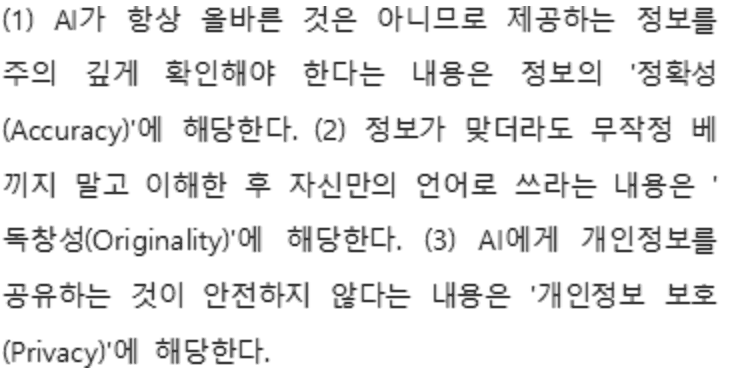 (1) AI가 항상 올바른 것은 아니므로 제공하는 정보를
주의 깊게 확인해야 한다는 내용은 정보의 '정확성
(Accuracy)'에 해당한다. (2) 정보가 맞더라도 무작정 베
끼지 말고 이해한 후 자신만의 언어로 쓰라는 내용은 '
독창성(Originality)'에 해당한다. (3) AI에게 개인정보를
공유하는 것이 안전하지 않다는 내용은 '개인정보 보호
(Privacy)'에 해당한다.